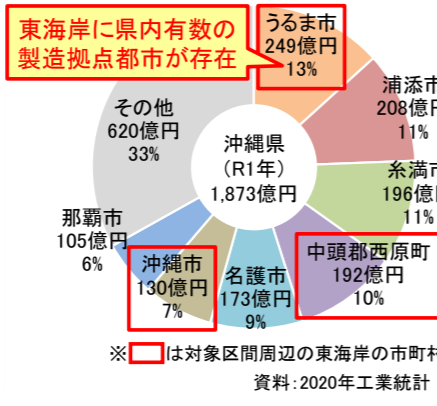 東海岸に県内有数の
製造拠点都市が存在
うるま市
249億円
13%
浦添市
208億円
11%
糸満市
196億円
11%
中頭郡西原町
192億円
10%
名護市
173億円
9%
沖縄市
130億円
7%
那覇市
105億円
6%
その他
620億円
33%
沖縄県
(R1年)
1,873億円
※ は対象区間周辺の東海岸の市町村
資料:2020年工業統計